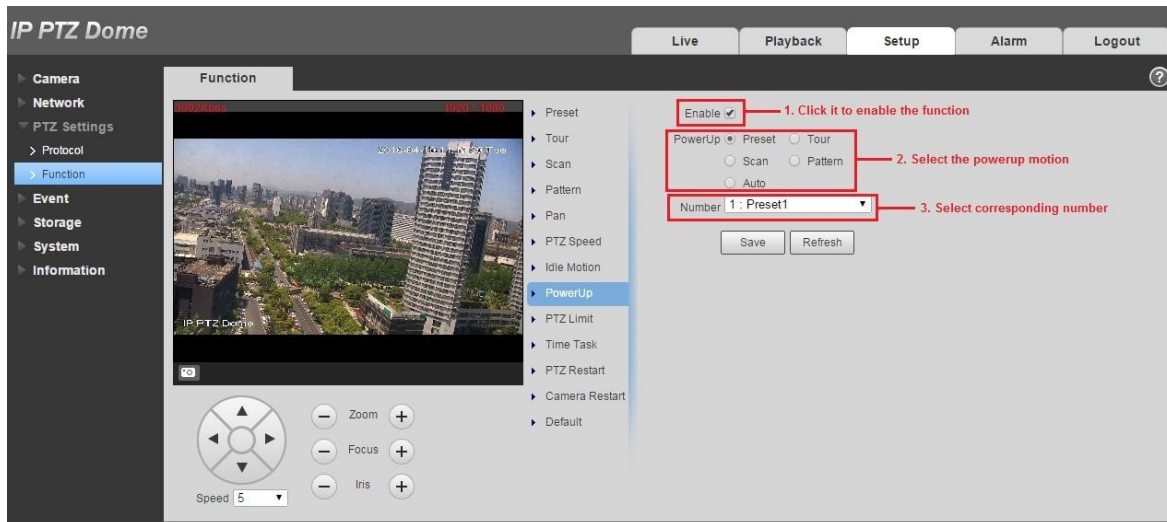 IP PTZ Dome
Live
Playback
Setup
Alarm
Logout
Camera
Network
PTZ Settings
Protocol
Function
Event
Storage
System
Information
Function
3992Kbps
1920 * 1080
IP PTZ Dome
Zoom
Focus
Iris
Speed 5
Preset
Tour
Scan
Pattern
Pan
PTZ Speed
Idle Motion
PowerUp
PTZ Limit
Time Task
PTZ Restart
Camera Restart
Default
Enable
1. Click it to enable the function
PowerUp Preset Tour
Scan Pattern
Auto
2. Select the powerup motion
Number 1 : Preset1
3. Select corresponding number
Save Refresh